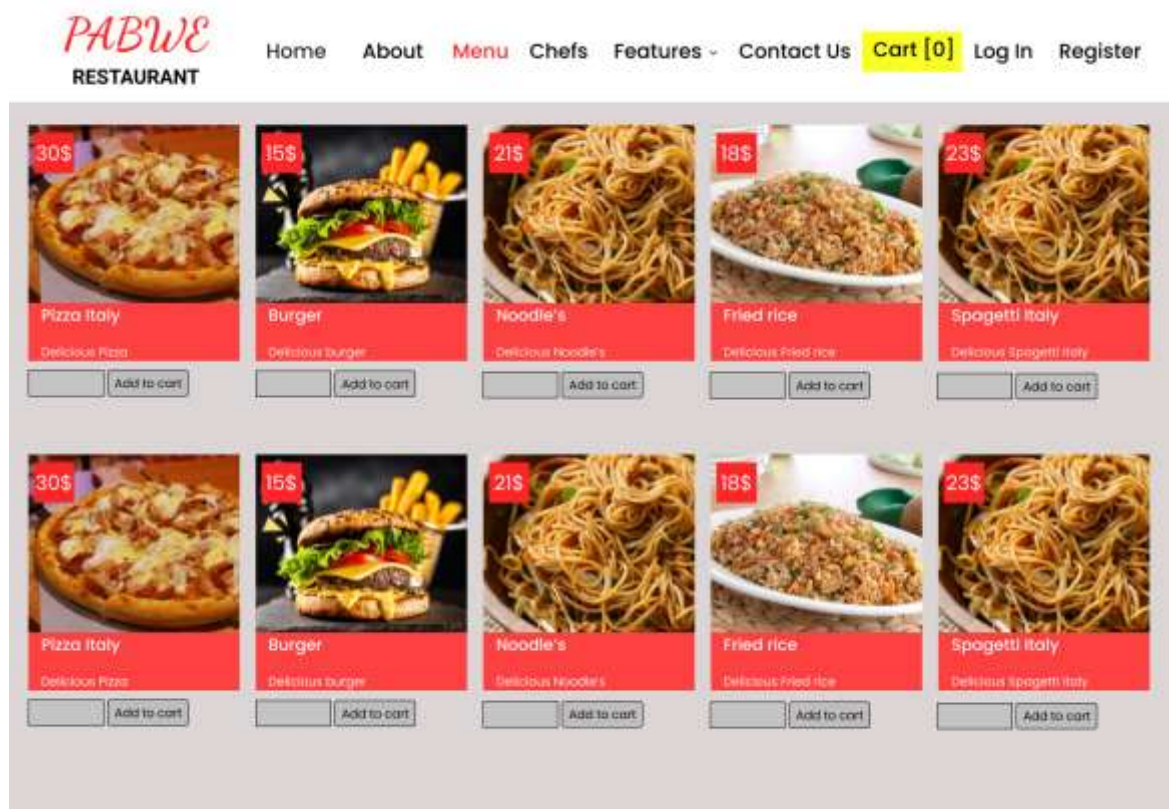 PABWE
RESTAURANT
Home About Menu Chefs Features Contact Us Cart [0] Log In Register
30$ 15$ 21$ 18$ 23$
Pizza Italy Burger Noodle's Fried rice Spagetti Italy
Delicious Pizza Delicious burger Delicious Noodle's Delicious Fried rice Delicious Spagetti Italy
Add to cart Add to cart Add to cart Add to cart Add to cart
30$ 15$ 21$ 18$ 23$
Pizza Italy Burger Noodle's Fried rice Spagetti Italy
Delicious Pizza Delicious burger Delicious Noodle's Delicious Fried rice Delicious Spagetti Italy
Add to cart Add to cart Add to cart Add to cart Add to cart